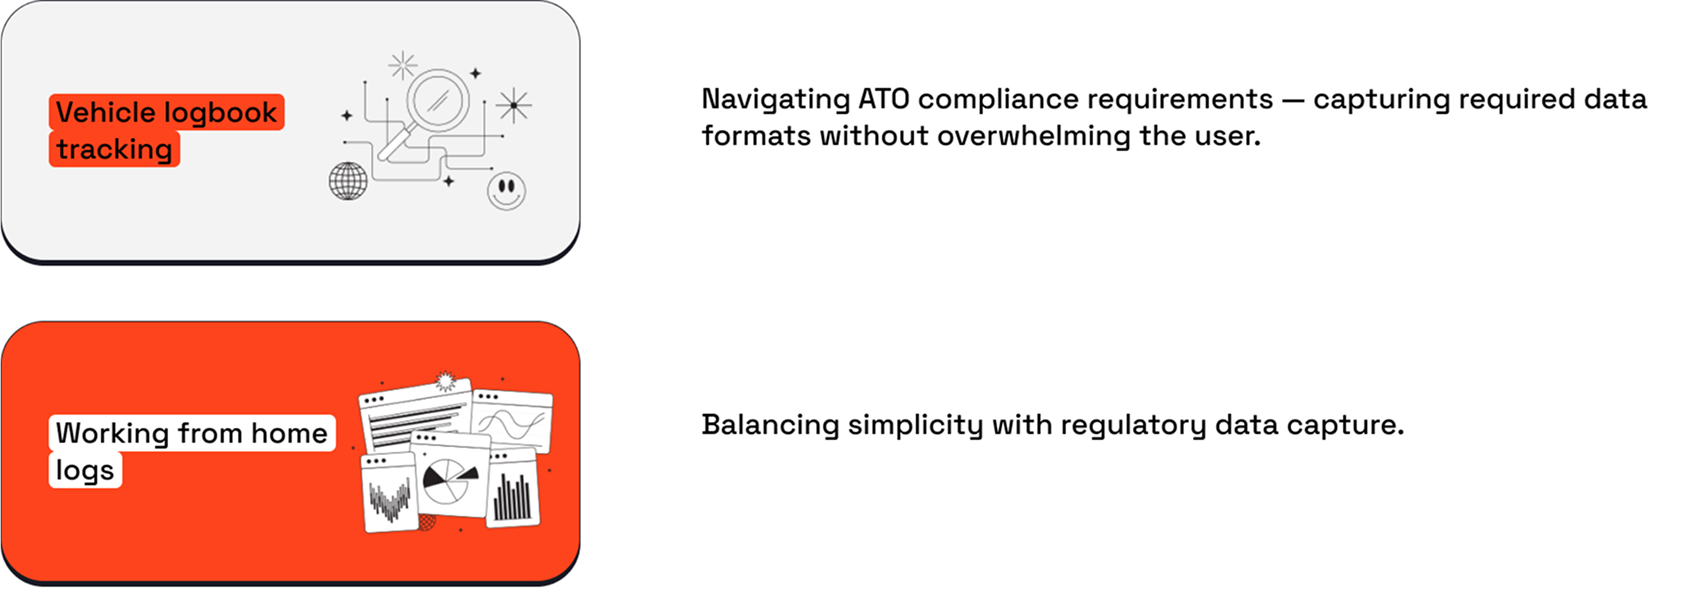 Vehicle logbook
tracking
Navigating ATO compliance requirements — capturing required data
formats without overwhelming the user.
Working from home
logs
Balancing simplicity with regulatory data capture.